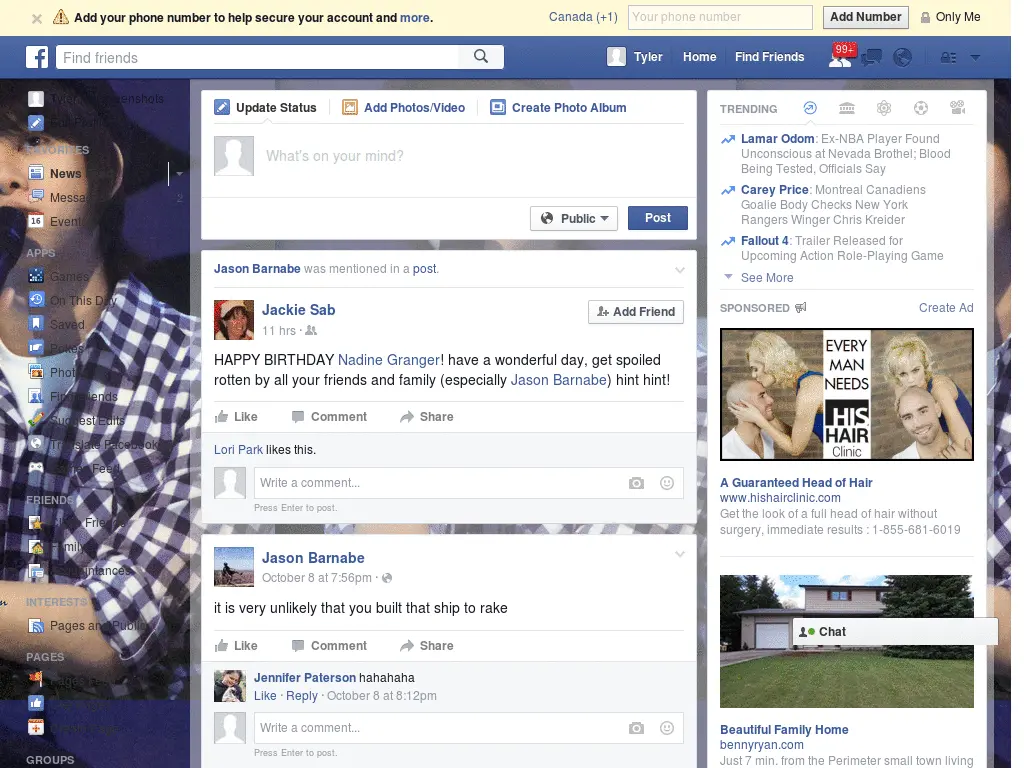 Add your phone number to help secure your account and more.
Canada (+1)
Your phone number
Add Number
Only Me
f
Find friends
Tyler
Home
Find Friends
99+
Tyler
News
Events
16
APPS
Games
On This Day
Saved
Pokes
Photos
Find Friends
Suggest Edits
Translate Facebook
Games Feed
FRIENDS
Close Friends
Family
Acquaintances
INTERESTS
Pages and Public
PAGES
GROUPS
2
Update Status
Add Photos/Video
Create Photo Album
What's on your mind?
Public
Post
Jason Barnabe was mentioned in a post.
Jackie Sab
11 hrs ·
Add Friend
HAPPY BIRTHDAY Nadine Granger! have a wonderful day, get spoiled
rotten by all your friends and family (especially Jason Barnabe) hint hint!
Like
Comment
Share
Lori Park likes this.
Write a comment...
Press Enter to post.
Jason Barnabe
October 8 at 7:56pm ·
it is very unlikely that you built that ship to rake
Like
Comment
Share
Jennifer Paterson hahahaha
Like · Reply · October 8 at 8:12pm
Write a comment...
Press Enter to post.
TRENDING
Lamar Odom: Ex-NBA Player Found
Unconscious at Nevada Brothel; Blood
Being Tested, Officials Say
Carey Price: Montreal Canadiens
Goalie Body Checks New York
Rangers Winger Chris Kreider
Fallout 4: Trailer Released for
Upcoming Action Role-Playing Game
See More
SPONSORED
Create Ad
EVERY
MAN
NEEDS
HIS
HAIR
Clinic
A Guaranteed Head of Hair
www.hishairclinic.com
Get the look of a full head of hair without
surgery, immediate results : 1-855-681-6019
Chat
Beautiful Family Home
bennyryan.com
Just 7 min. from the Perimeter small town living